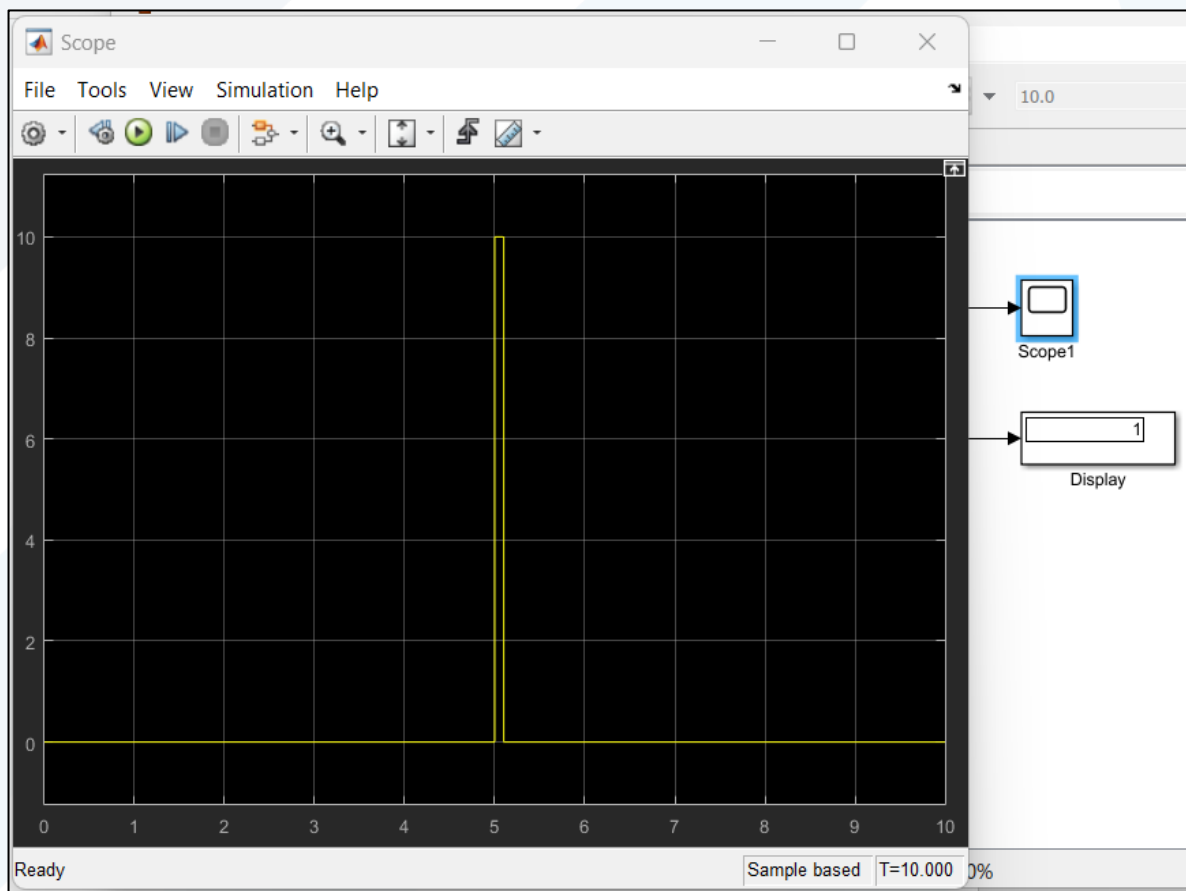 Scope
File Tools View Simulation Help
10.0
10
8
6
4
2
0
0 1 2 3 4 5 6 7 8 9 10
Ready
Sample based T=10.000
0%
Scope1
1
Display